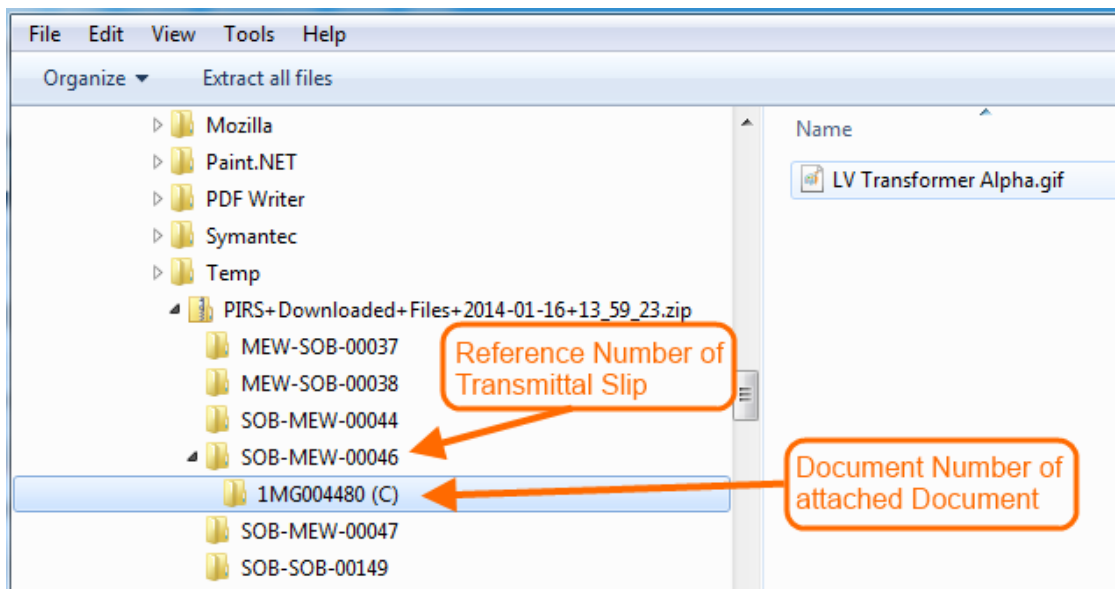 File Edit View Tools Help
Organize Extract all files
Mozilla
Paint.NET
PDF Writer
Symantec
Temp
PIRS+Downloaded+Files+2014-01-16+13_59_23.zip
MEW-SOB-00037
MEW-SOB-00038
SOB-MEW-00044
SOB-MEW-00046
1MG004480 (C)
SOB-MEW-00047
SOB-SOB-00149
Reference Number of
Transmittal Slip
Document Number of
attached Document
Name
LV Transformer Alpha.gif